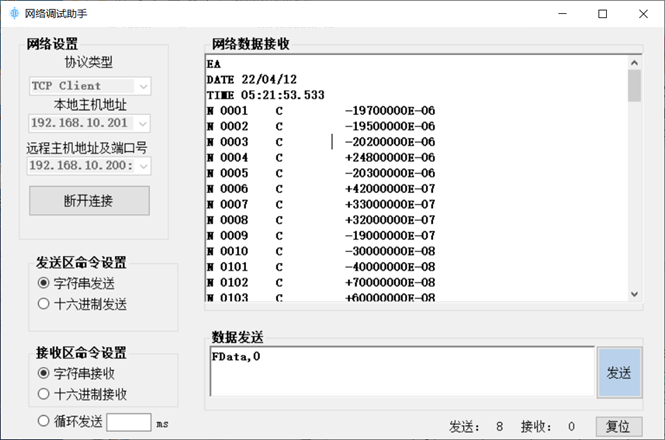 网络调试助手
网络设置
协议类型
TCP Client
本地主机地址
192.168.10.201
远程主机地址及端口号
192.168.10.200:
断开连接
发送区命令设置
字符串发送
十六进制发送
接收区命令设置
字符串接收
十六进制接收
循环发送 ms
网络数据接收
EA
DATE 22/04/12
TIME 05:21:53.533
N 0001 C -19700000E-06
N 0002 C -19500000E-06
N 0003 C -20200000E-06
N 0004 C +24800000E-06
N 0005 C -20300000E-06
N 0006 C +42000000E-07
N 0007 C +33000000E-07
N 0008 C +32000000E-07
N 0009 C -19000000E-07
N 0010 C -30000000E-08
N 0101 C -40000000E-08
N 0102 C +70000000E-08
N 0103 C +60000000E-08
数据发送
FData,0
发送
发送： 8 接收： 0 复位